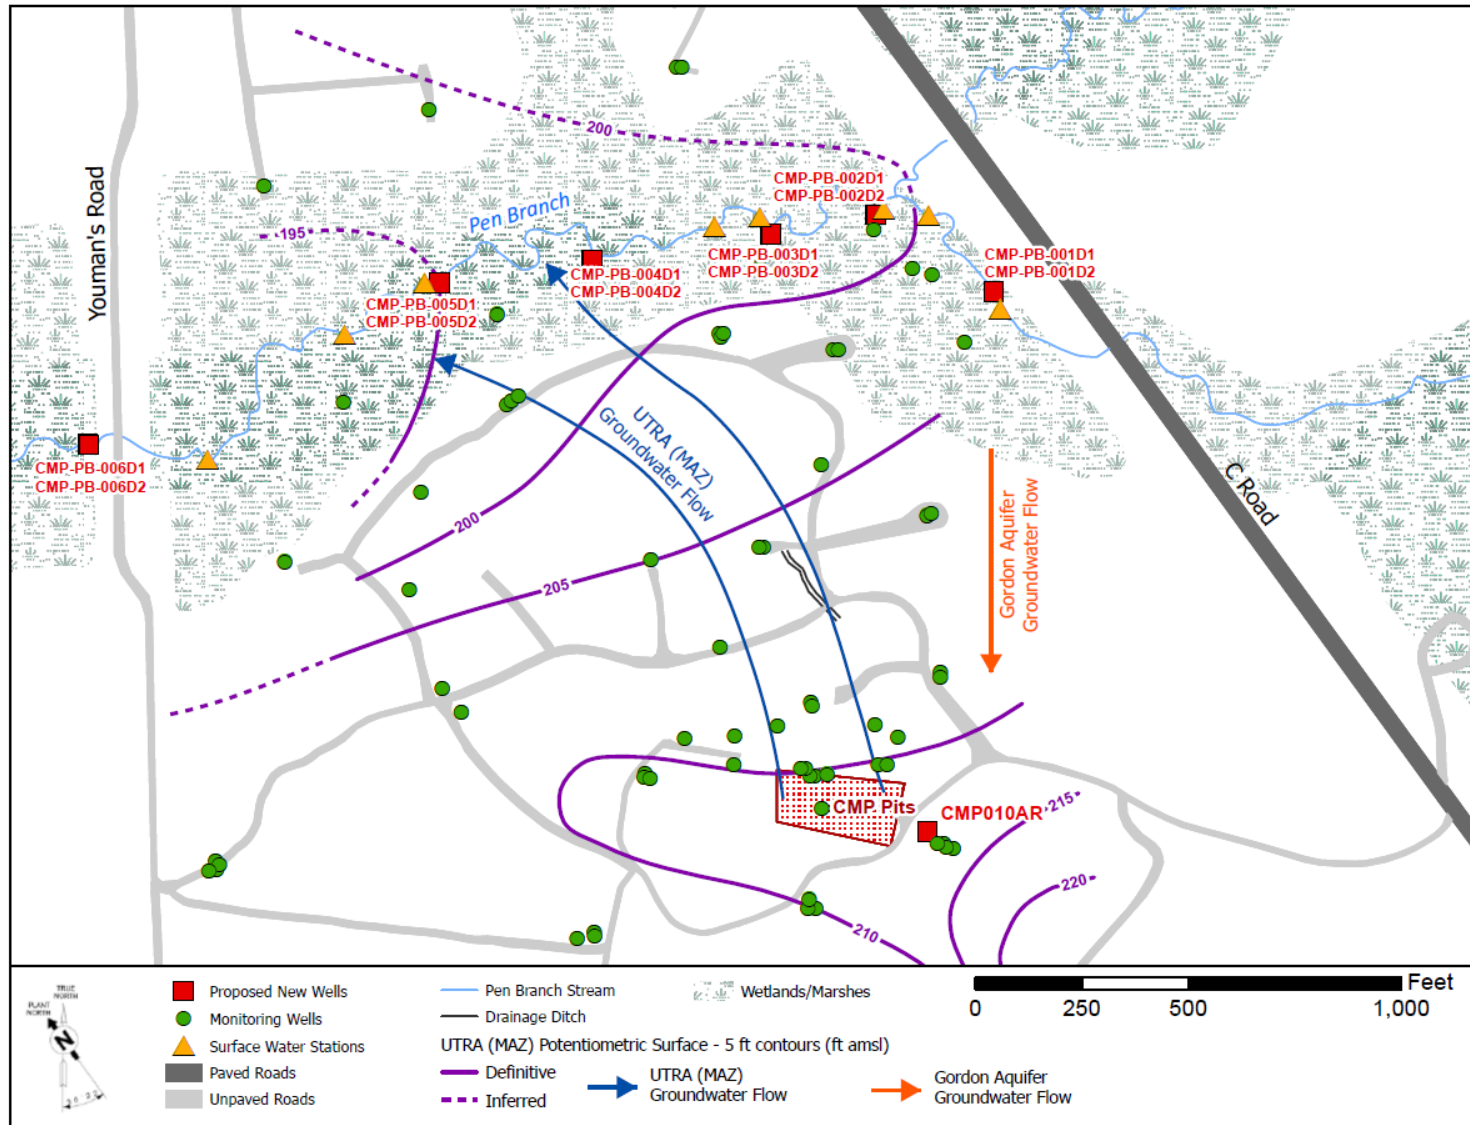 200
CMP-PB-002D1
CMP-PB-002D2
Pen Branch
195
Youman's Road
CMP-PB-001D1
CMP-PB-001D2
CMP-PB-003D1
CMP-PB-003D2
CMP-PB-004D1
CMP-PB-004D2
CMP-PB-005D1
CMP-PB-005D2
UTRA (MAZ)
Groundwater Flow
CMP-PB-006D1
CMP-PB-006D2
C Road
200
Gordon Aquifer
Groundwater Flow
205
CMP Pits
CMP010AR
215
220
210
TRUE
NORTH
PLANT
NORTH
N
Proposed New Wells
Monitoring Wells
Surface Water Stations
Paved Roads
Unpaved Roads
Pen Branch Stream
Drainage Ditch
Wetlands/Marshes
UTRA (MAZ) Potentiometric Surface - 5 ft contours (ft amsl)
Definitive
Inferred
UTRA (MAZ)
Groundwater Flow
Gordon Aquifer
Groundwater Flow
Feet
0 250 500 1,000